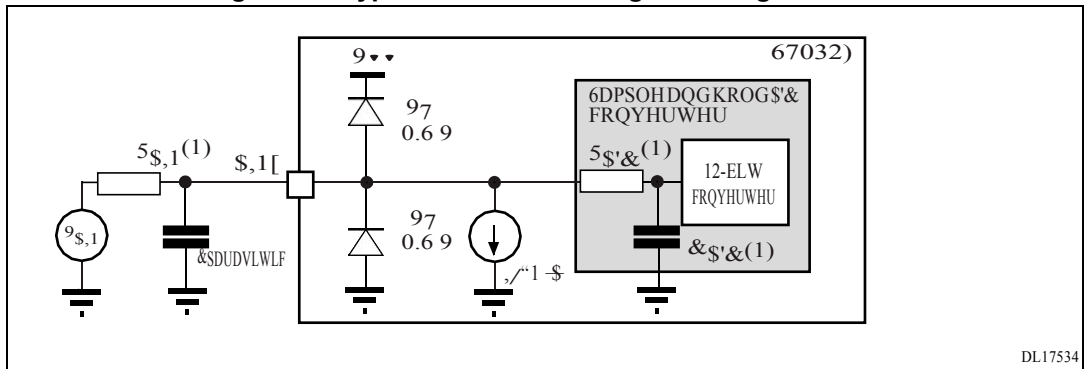 67032)
9▾▾
97
0.6 9
6DPSOHDQGKROG$'&
FRQYHUWHU
5$,1(1)
$,1[
5$'&(1)
12-ELW
FRQYHUWHU
9$,1
&SDUDVLWLF
97
0.6 9
&$'&(1)
DL17534